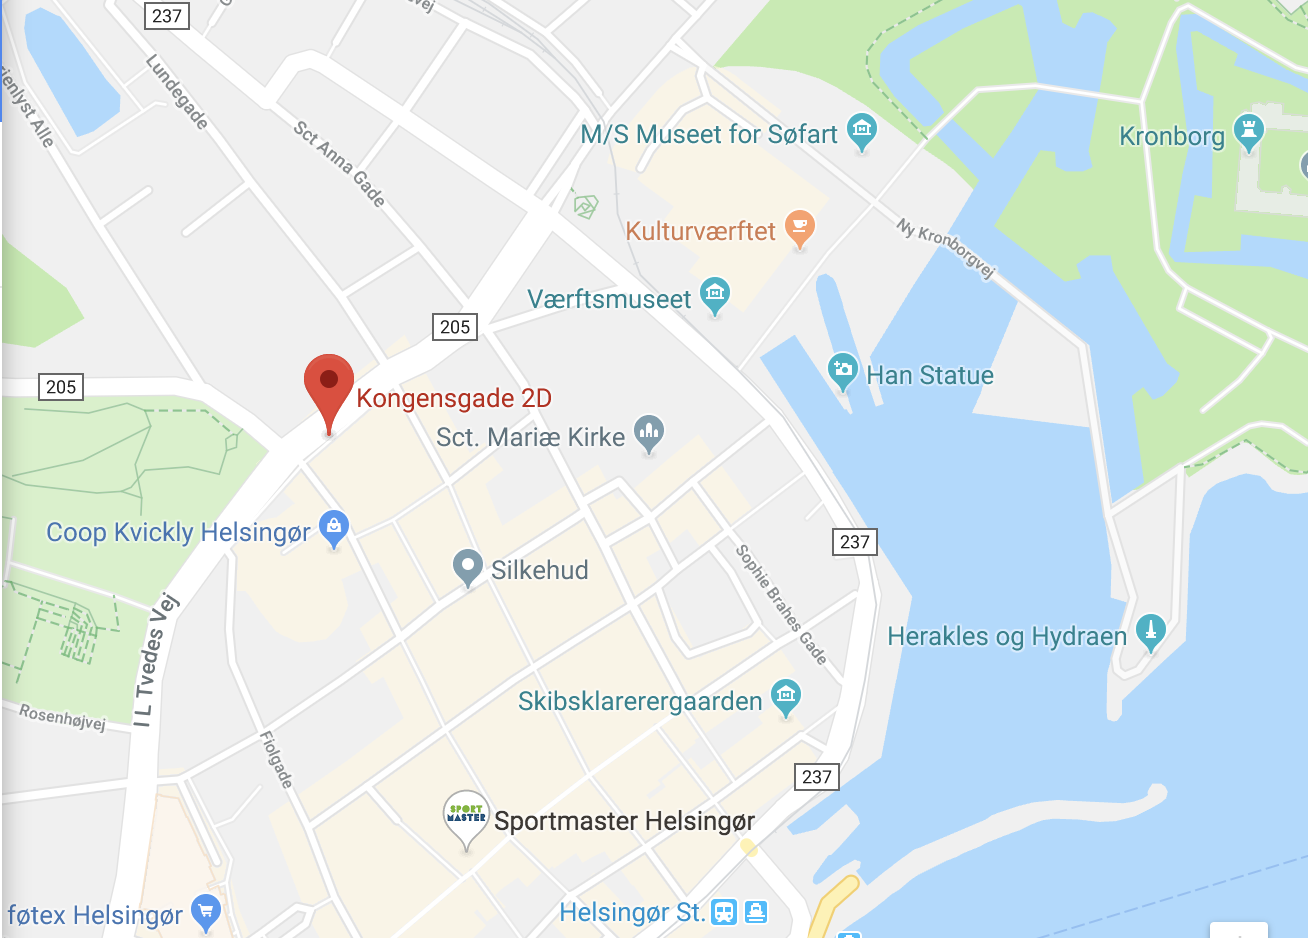 237
Lundegade
Sct Anna Gade
M/S Museet for Søfart
Kronborg
Kulturværftet
Ny Kronborgvej
Værftsmuseet
205
205
Han Statue
Kongensgade 2D
Sct. Mariæ Kirke
Coop Kvickly Helsingør
237
Silkehud
Sophie Brahes Gade
I L Tvedes Vej
Herakles og Hydraen
Skibsklarerergaarden
Rosenhøjvej
Fiolgade
237
SPORT
MASTER
Sportmaster Helsingør
føtex Helsingør
Helsingør St.